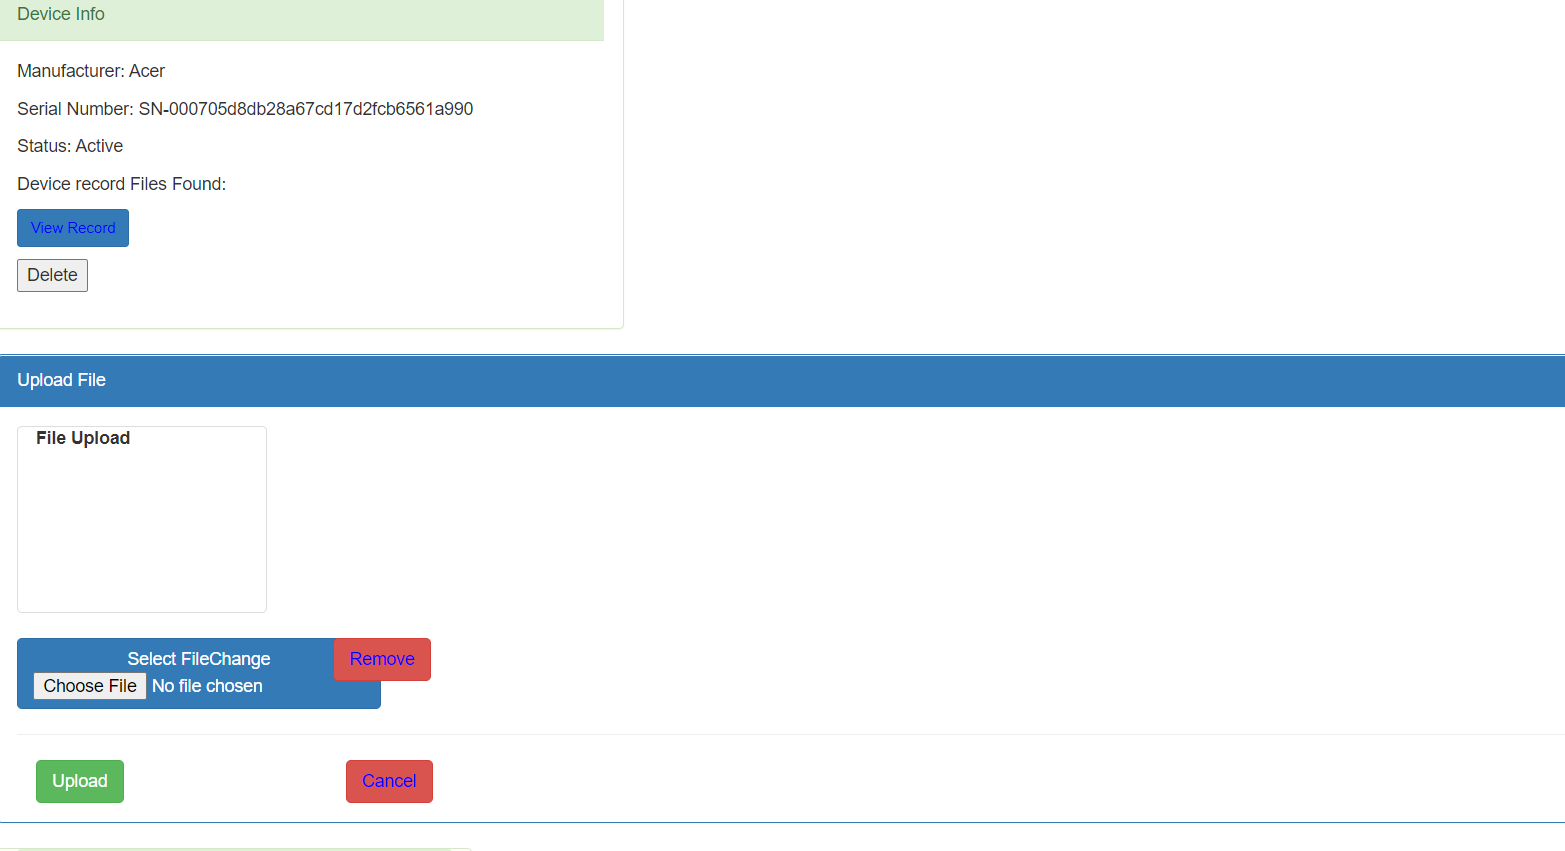 Device Info
Manufacturer: Acer
Serial Number: SN-000705d8db28a67cd17d2fcb6561a990
Status: Active
Device record Files Found:
View Record
Delete
Upload File
File Upload
Select FileChange
Remove
Choose File No file chosen
Upload
Cancel